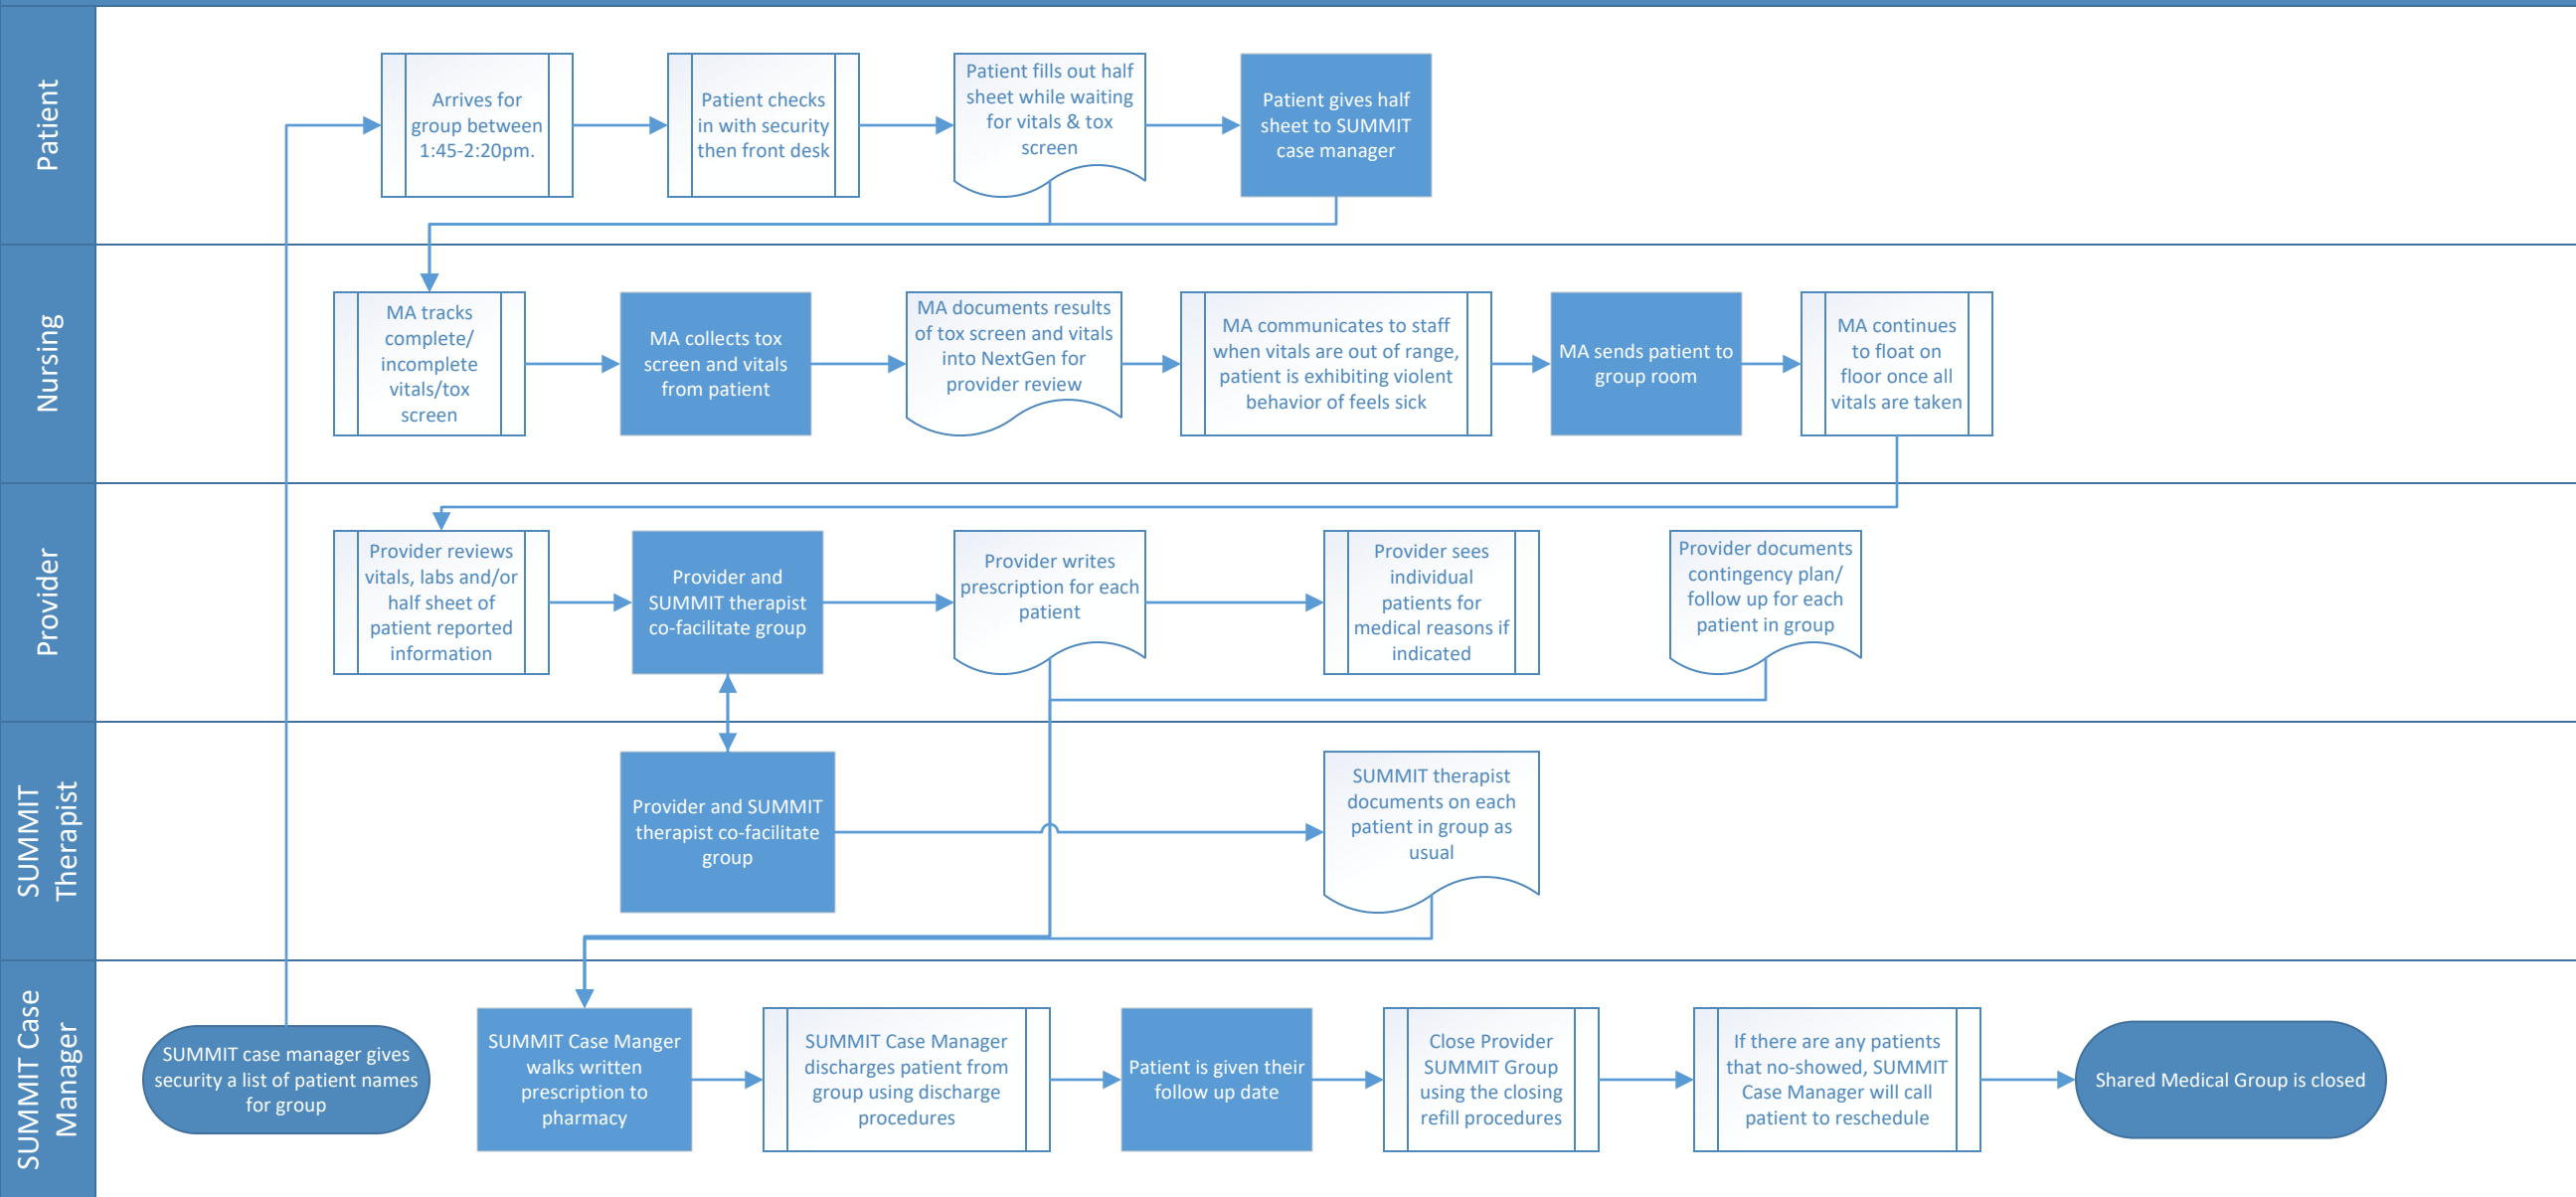 Patient
Arrives for
group between
1:45-2:20pm.
Patient checks
in with security
then front desk
Patient fills out half
sheet while waiting
for vitals & tox
screen
Patient gives half
sheet to SUMMIT
case manager
Nursing
MA tracks
complete/
incomplete
vitals/tox
screen
MA collects tox
screen and vitals
from patient
MA documents results
of tox screen and vitals
into NextGen for
provider review
MA communicates to staff
when vitals are out of range,
patient is exhibiting violent
behavior of feels sick
MA sends patient to
group room
MA continues
to float on
floor once all
vitals are taken
Provider
Provider reviews
vitals, labs and/or
half sheet of
patient reported
information
Provider and
SUMMIT therapist
co-facilitate group
Provider writes
prescription for each
patient
Provider sees
individual
patients for
medical reasons if
indicated
Provider documents
contingency plan/
follow up for each
patient in group
SUMMIT
Therapist
Provider and SUMMIT
therapist co-facilitate
group
SUMMIT therapist
documents on each
patient in group as
usual
SUMMIT Case
Manager
SUMMIT case manager gives
security a list of patient names
for group
SUMMIT Case Manger
walks written
prescription to
pharmacy
SUMMIT Case Manager
discharges patient from
group using discharge
procedures
Patient is given their
follow up date
Close Provider
SUMMIT Group
using the closing
refill procedures
If there are any patients
that no-showed, SUMMIT
Case Manager will call
patient to reschedule
Shared Medical Group is closed